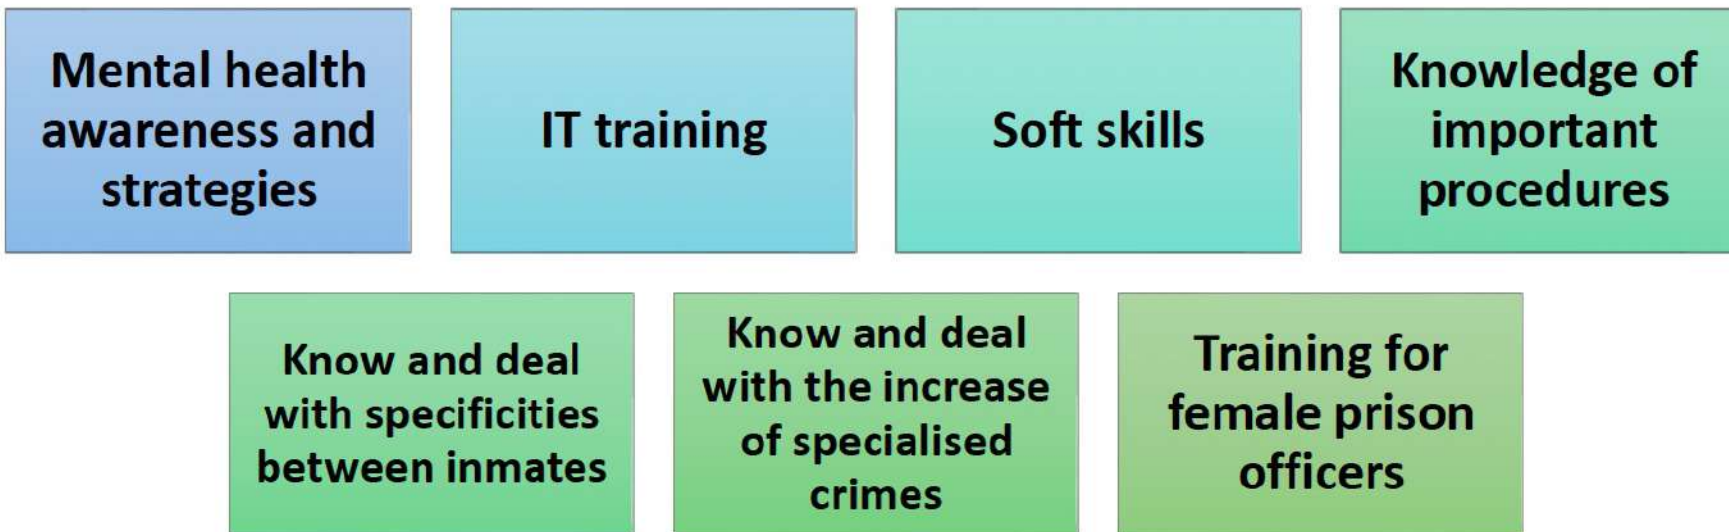 Mental health
awareness and
strategies
IT training
Soft skills
Knowledge of
important
procedures
Know and deal
with specificities
between inmates
Know and deal
with the increase
of specialised
crimes
Training for
female prison
officers